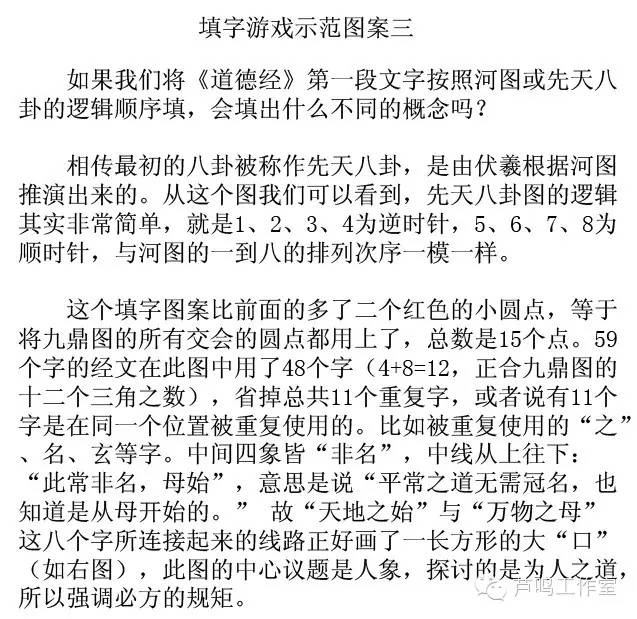 填字游戏示范图案三
如果我们将《道德经》第一段文字按照河图或先天八
卦的逻辑顺序填，会填出什么不同的概念吗？
相传最初的八卦被称作先天八卦，是由伏羲根据河图
推演出来的。从这个图我们可以看到，先天八卦图的逻辑
其实非常简单，就是1、2、3、4为逆时针，5、6、7、8为
顺时针，与河图的一到八的排列次序一模一样。
这个填字图案比前面的多了二个红色的小圆点，等于
将九鼎图的所有交会的圆点都用上了，总数是15个点。59
个字的经文在此图中用了48个字（4+8=12，正合九鼎图的
十二个三角之数），省掉总共11个重复字，或者说有11个
字是在同一个位置被重复使用的。比如被重复使用的“之”
、名、玄等字。中间四象皆“非名”，中线从上往下：
“此常非名，母始”，意思是说“平常之道无需冠名，也
知道是从母开始的。” 故“天地之始”与“万物之母”
这八个字所连接起来的线路正好画了一长方形的大“口”
（如右图），此图的中心议题是人象，探讨的是为人之道，
所以强调必方的规矩。
芦鸣工作室